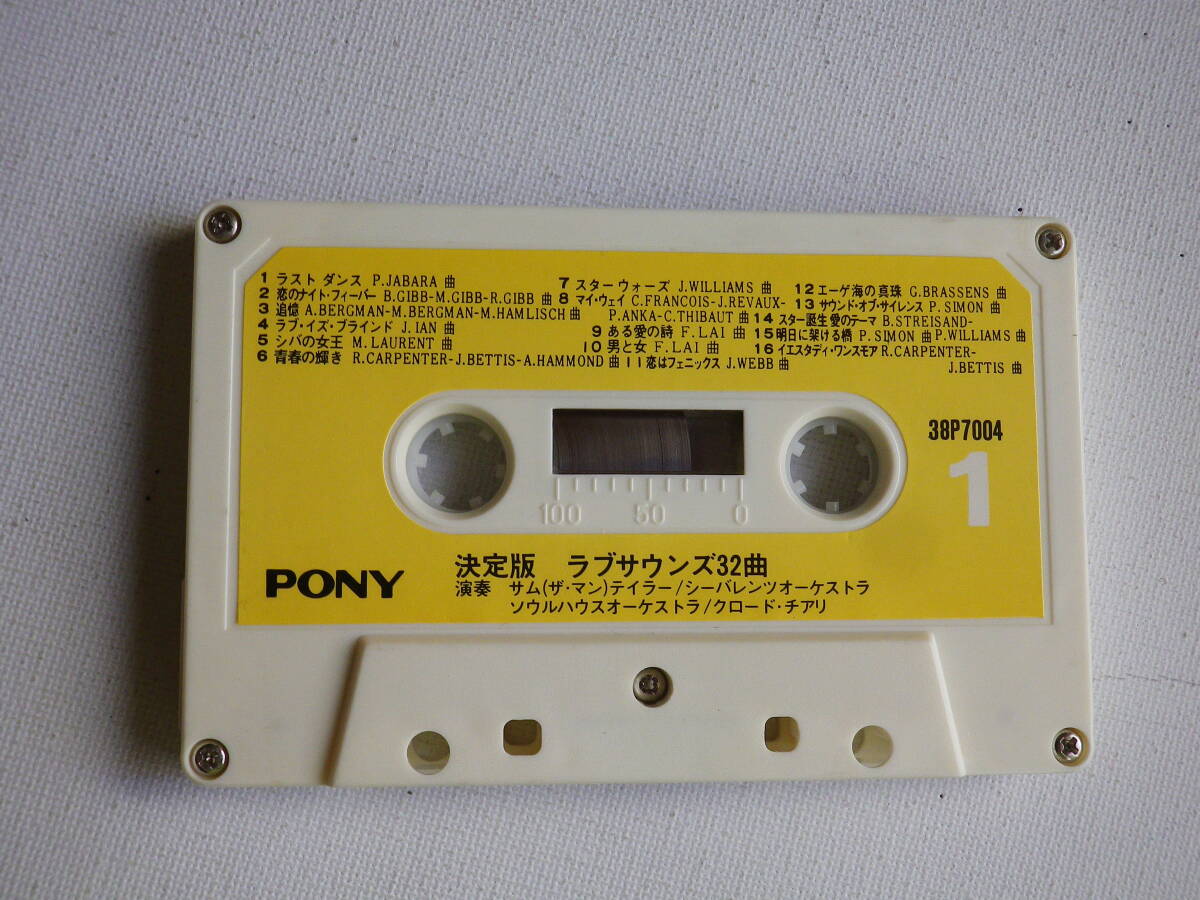 1 ラスト ダンス P.JABARA 曲
2 恋のナイト・フィーバー B.GIBB-M.GIBB-R.GIBB 曲
3 追憶 A.BERGMAN-M.BERGMAN-M.HAMLISCH 曲
4 ラブ・イズ・ブラインド J.IAN 曲
5 シバの女王 M.LAURENT 曲
6 青春の輝き R.CARPENTER-J.BETTIS-A.HAMMOND 曲
7 スター ウォーズ J.WILLIAMS 曲
8 マイ・ウェイ C.FRANCOIS-J.REVAUX-
P.ANKA-C.THIBAUT 曲
9 ある愛の詩 F.LAI 曲
10 男と女 F.LAI 曲
11 恋はフェニックス J.WEBB 曲
12 エーゲ海の真珠 G.BRASSENS 曲
13 サウンド・オブ・サイレンス P.SIMON 曲
14 スター誕生 愛のテーマ B.STREISAND-
P.WILLIAMS 曲
15 明日に架ける橋 P.SIMON 曲
16 イエスタディ・ワンスモア R.CARPENTER-
J.BETTIS 曲
38P7004
1
100 50 0
PONY
決定版 ラブサウンズ32曲
演奏 サム(ザ・マン)テイラー/シーバレンツオーケストラ
ソウルハウスオーケストラ/クロード・チアリ